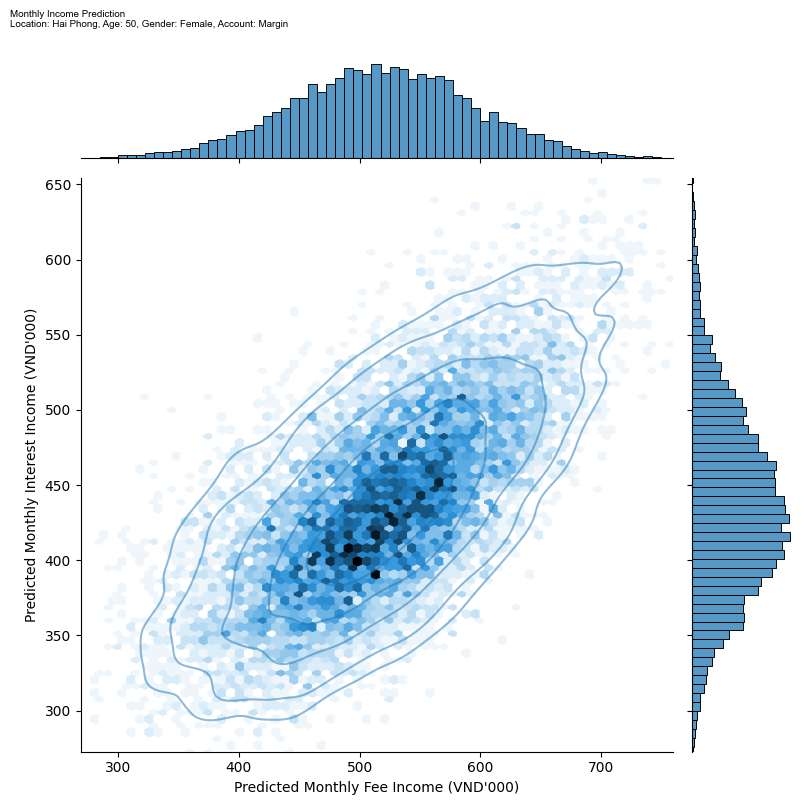 Monthly Income Prediction
Location: Hai Phong, Age: 50, Gender: Female, Account: Margin
650
600
550
500
450
400
350
300
Predicted Monthly Interest Income (VND'000)
300 400 500 600 700
Predicted Monthly Fee Income (VND'000)